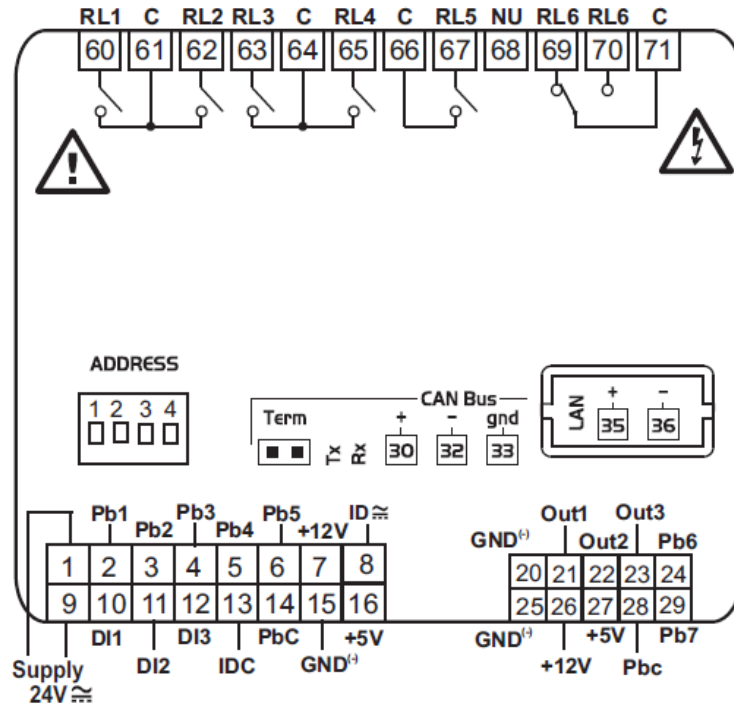 RL1 C RL2 RL3 C RL4 C RL5 NU RL6 RL6 C
60 61 62 63 64 65 66 67 68 69 70 71
!
ADDRESS
1 2 3 4
CAN Bus
Term
Tx
Rx
+ - gnd
30 32 33
LAN
+ -
35 36
Pb1 Pb3 Pb5 ID
Pb2 Pb4 +12V
1 2 3 4 5 6 7 8
9 10 11 12 13 14 15 16
DI1 DI3 PbC +5V
DI2 IDC GND(-)
Supply
24V
Out1 Out3
GND(-) Out2 Pb6
20 21 22 23 24
25 26 27 28 29
GND(-) +5V Pb7
+12V Pbc